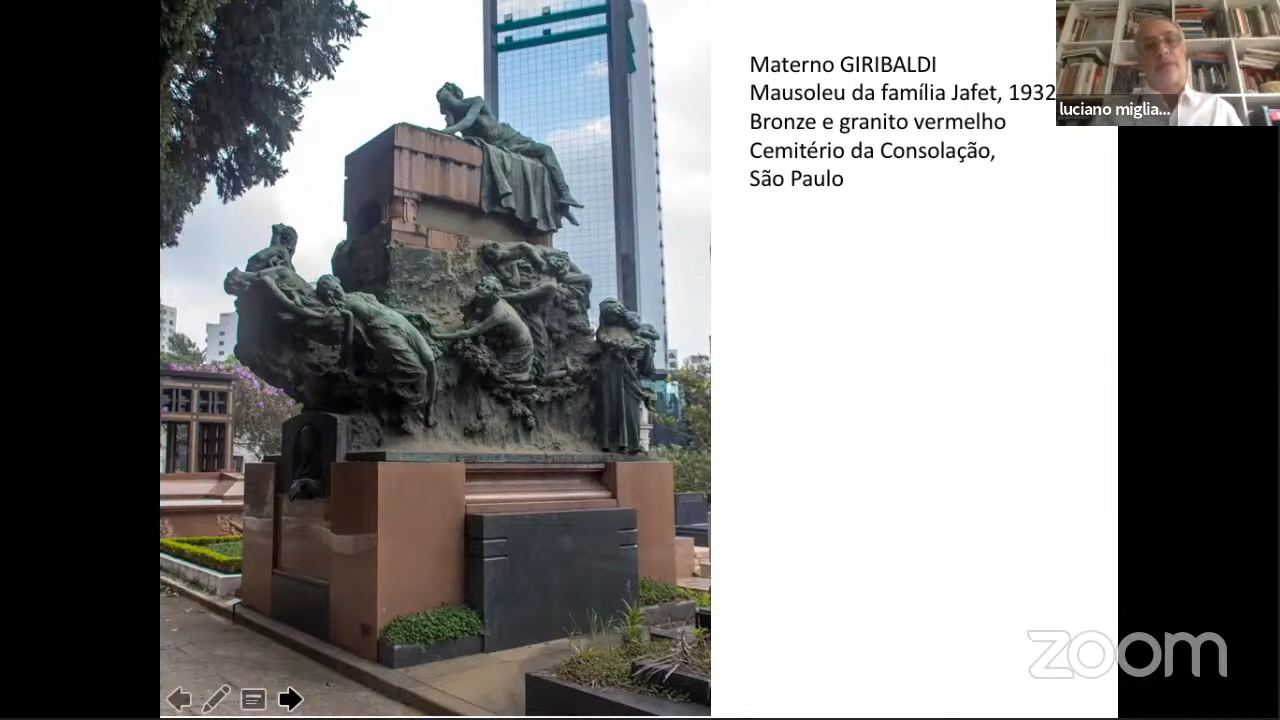 Materno GIRIBALDI
Mausoleu da família Jafet, 1932
Bronze e granito vermelho
Cemitério da Consolação,
São Paulo
luciano miglia...
zoom